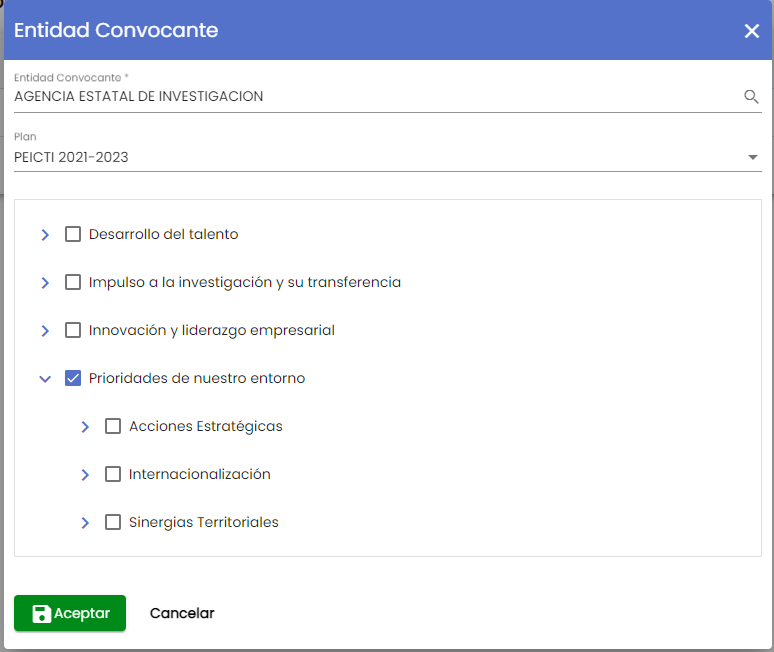 Entidad Convocante
Entidad Convocante *
AGENCIA ESTATAL DE INVESTIGACION
Plan
PEICTI 2021-2023
Desarrollo del talento
Impulso a la investigación y su transferencia
Innovación y liderazgo empresarial
Prioridades de nuestro entorno
Acciones Estratégicas
Internacionalización
Sinergias Territoriales
Aceptar Cancelar